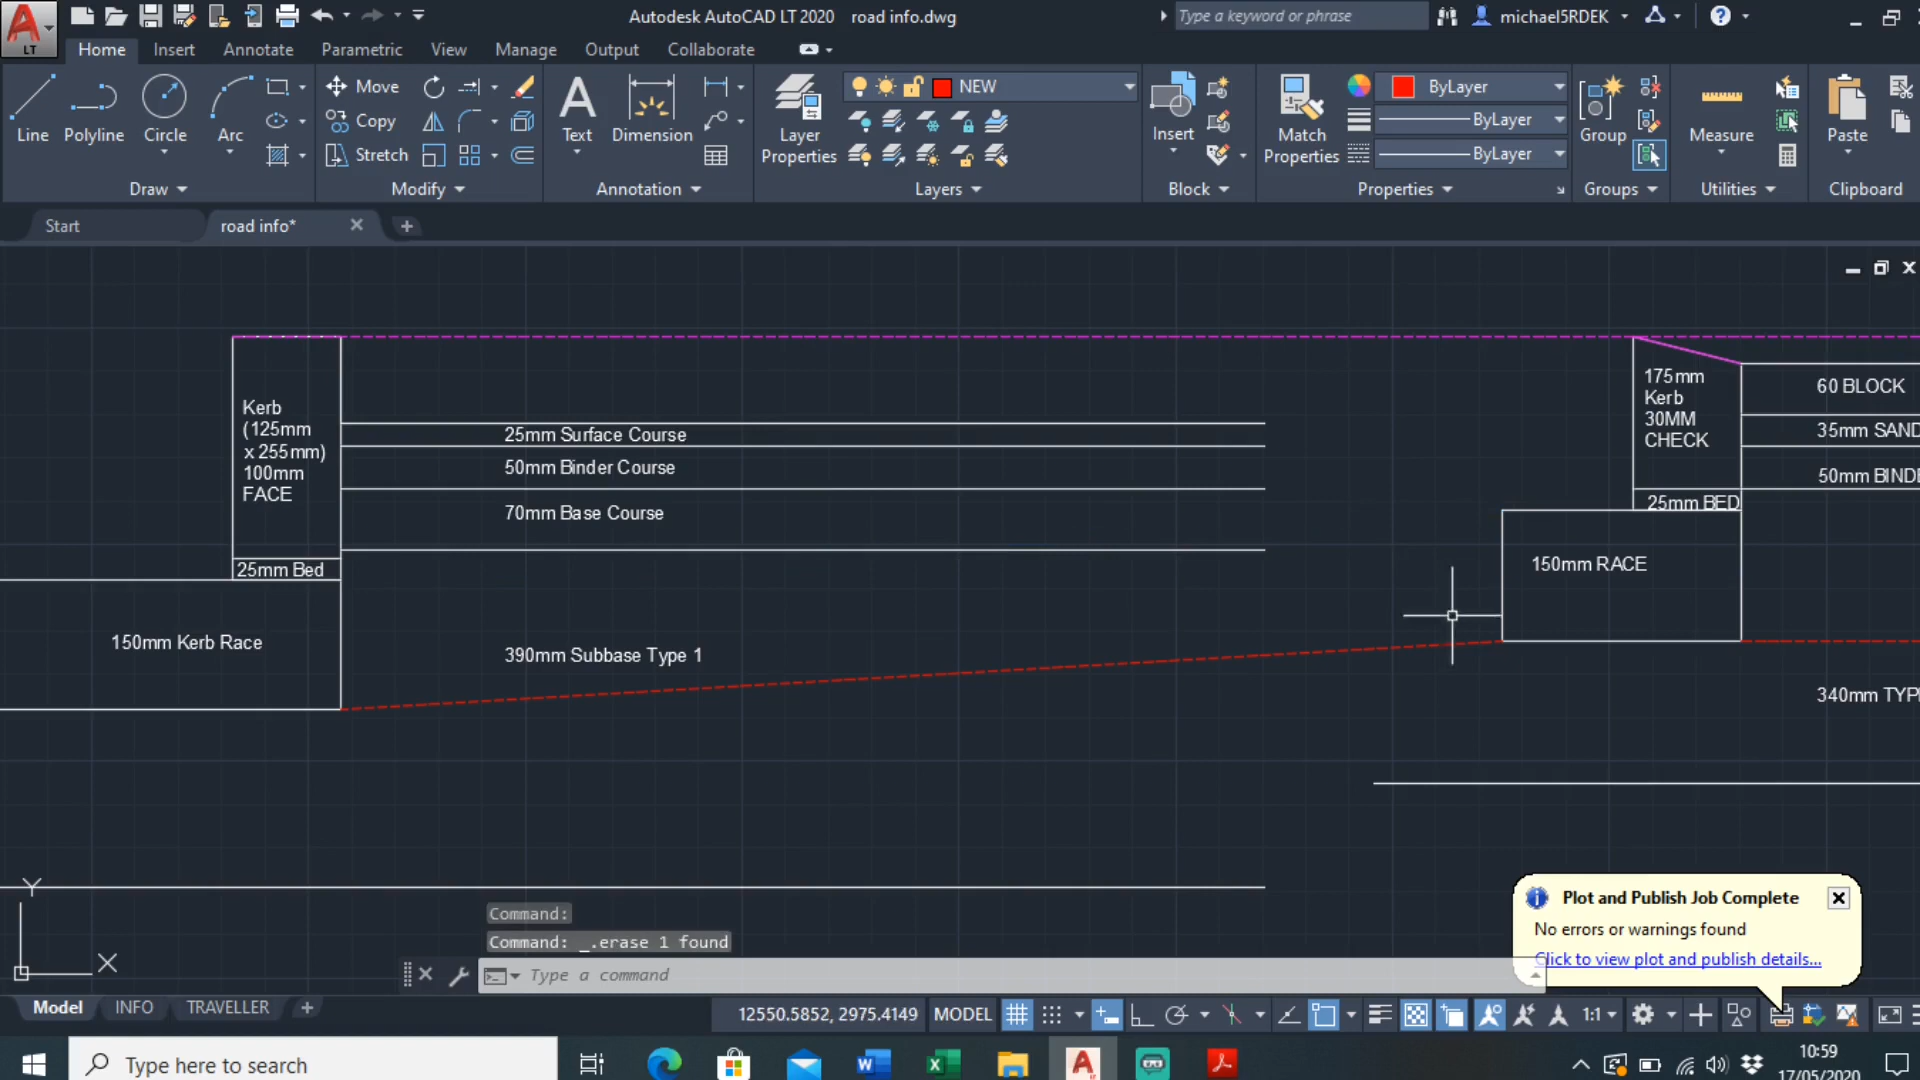 Autodesk AutoCAD LT 2020 road info.dwg
Type a keyword or phrase
michael5RDEK
LT
Home Insert Annotate Parametric View Manage Output Collaborate
Line Polyline Circle Arc
Move
Copy
Stretch
Text Dimension
Layer
Properties
NEW
Insert
Match
Properties
ByLayer
ByLayer
ByLayer
Group
Measure
Paste
Draw Modify Annotation Layers Block Properties Groups Utilities Clipboard
Start road info*
Kerb
(125mm
x 255mm)
100mm
FACE
25mm Bed
150mm Kerb Race
25mm Surface Course
50mm Binder Course
70mm Base Course
390mm Subbase Type 1
175mm
Kerb
30MM
CHECK
25mm BED
150mm RACE
60 BLOCK
35mm SAND
50mm BINDE
340mm TYP
Y
X
Command:
Command: _.erase 1 found
Type a command
Plot and Publish Job Complete
No errors or warnings found
Click to view plot and publish details...
Model INFO TRAVELLER
12550.5852, 2975.4149 MODEL
1:1
Type here to search
10:59
17/05/2020